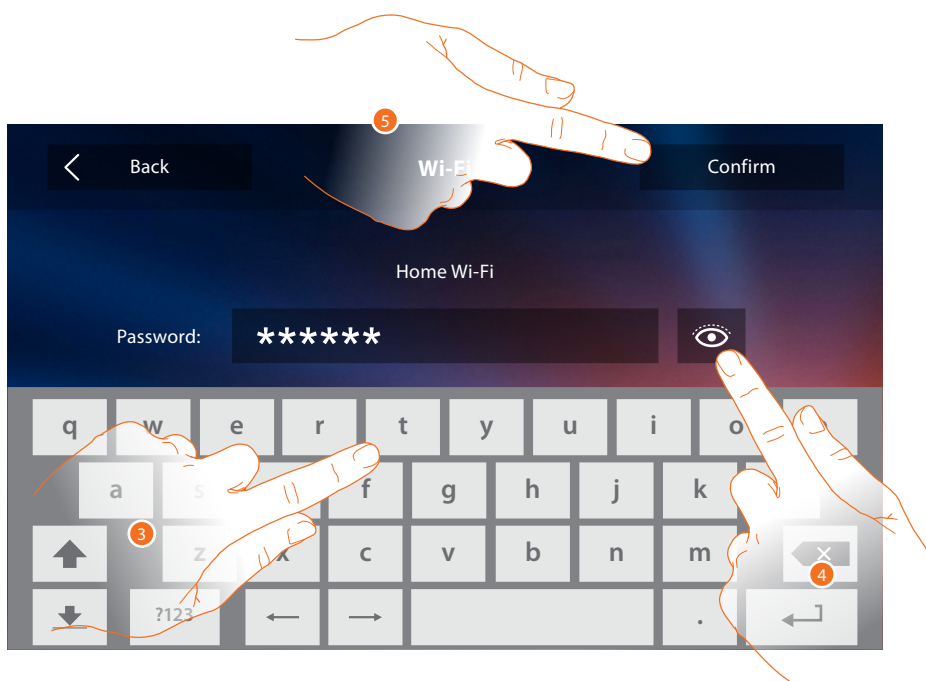 5
Back Wi-Fi Confirm
Home Wi-Fi
Password: ******
q w e r t y u i o
a s f g h j k
3 z x c v b n m 4
?123 .